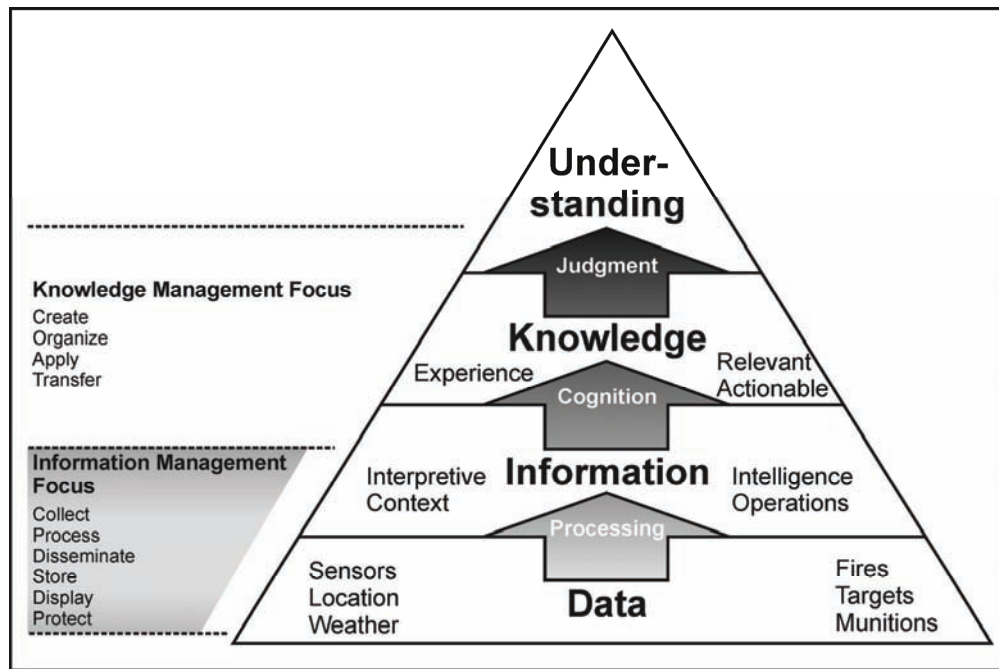 Under-
standing
Judgment
Knowledge Management Focus
Create
Organize
Apply
Transfer
Knowledge
Experience
Relevant
Actionable
Cognition
Information Management
Focus
Collect
Process
Disseminate
Store
Display
Protect
Interpretive
Context
Information
Intelligence
Operations
Processing
Sensors
Location
Weather
Data
Fires
Targets
Munitions